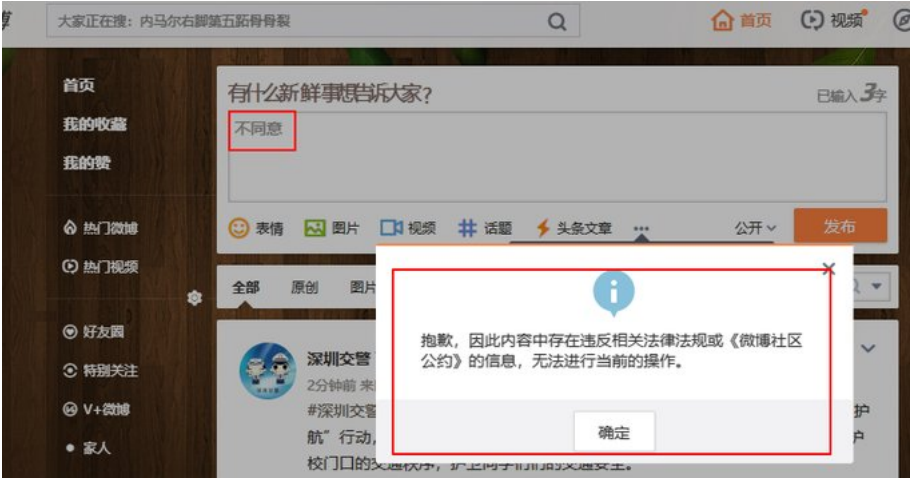 大家正在搜：内马尔右脚第五跖骨骨裂
首页
视频
首页
我的收藏
我的赞
热门微博
热门视频
好友圈
特别关注
V+微博
家人
有什么新鲜事想告诉大家?
已输入3字
不同意
表情 图片 视频 话题 头条文章 ... 公开
发布
全部 原创 图片
抱歉，因此内容中存在违反相关法律法规或《微博社区
公约》的信息，无法进行当前的操作。
确定
深圳交警
2分钟前 来
#深圳交警 护
航”行动，
校门口的交通秩序，护卫同学们的交通安全。